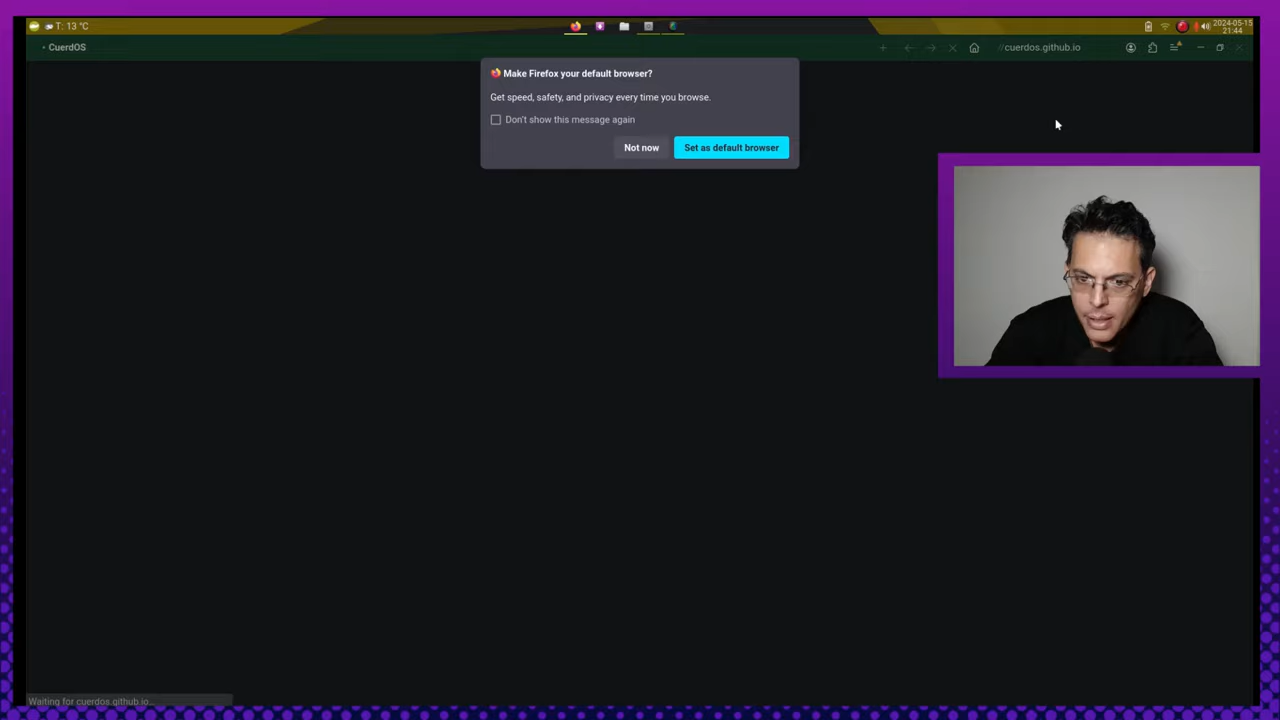 T: 13 °C
2024-05-15
21:44
CuerdOS
//cuerdos.github.io
Make Firefox your default browser?
Get speed, safety, and privacy every time you browse.
Don't show this message again
Not now
Set as default browser
Waiting for cuerdos.github.io...